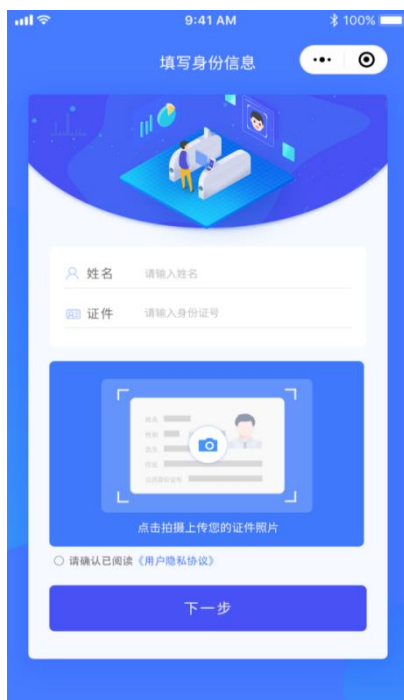 9:41 AM
100%
填写身份信息
姓名 请输入姓名
证件 请输入身份证号
点击拍摄上传您的证件照片
请确认已阅读《用户隐私协议》
下一步